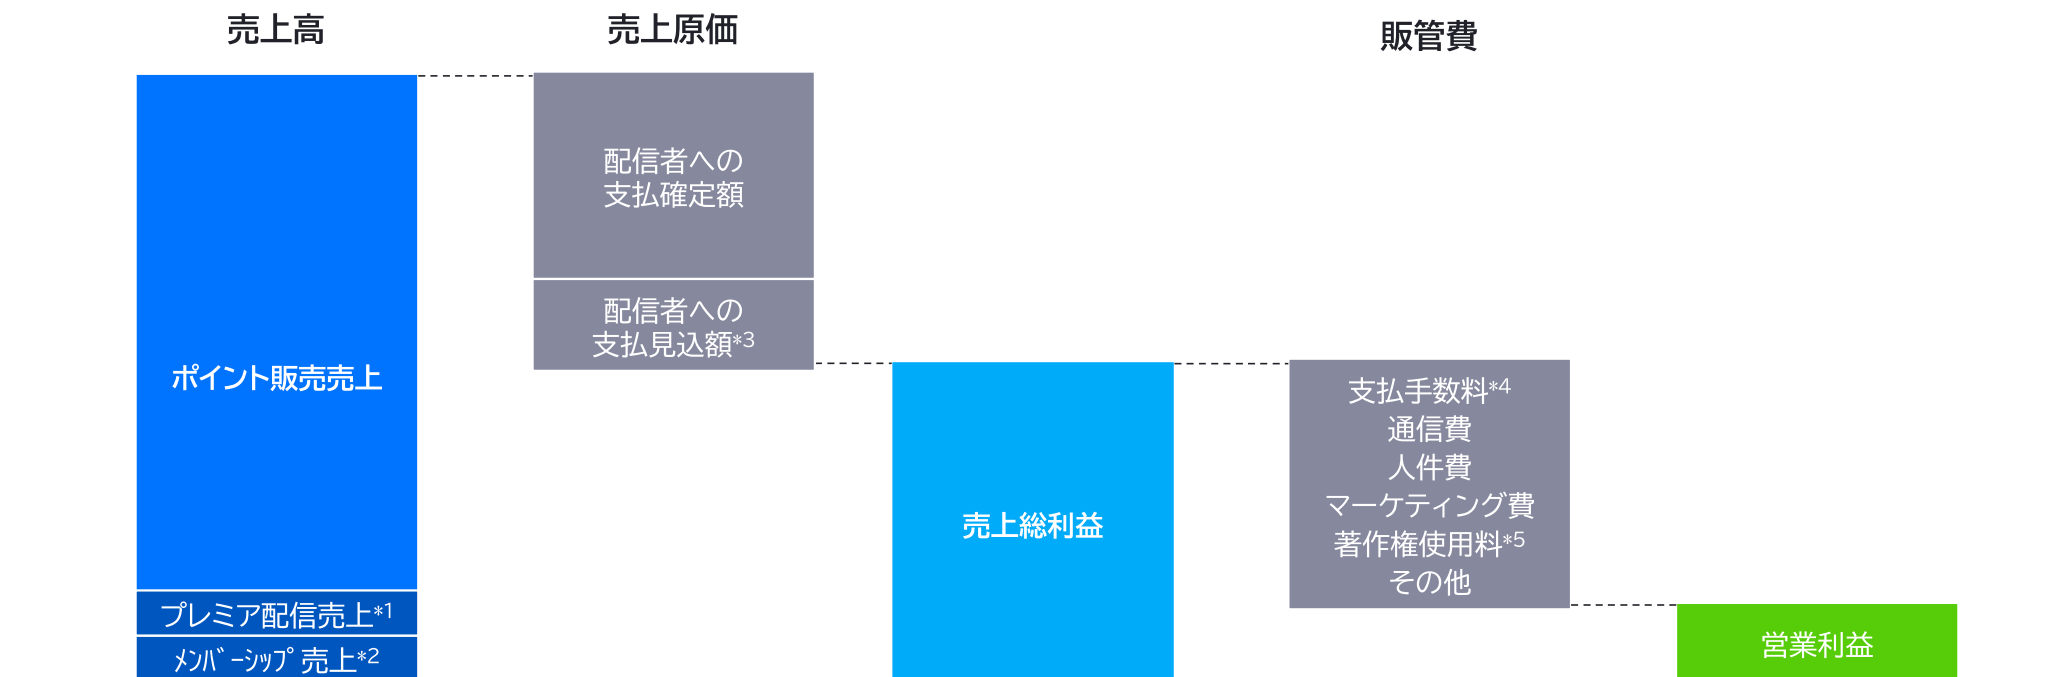 売上高
売上原価
販管費
ポイント販売売上
プレミア配信売上*1
ﾒﾝﾊﾞｰｼｯﾌﾟ売上*2
配信者への
支払確定額
配信者への
支払見込額*3
売上総利益
支払手数料*4
通信費
人件費
マーケティング費
著作権使用料*5
その他
営業利益